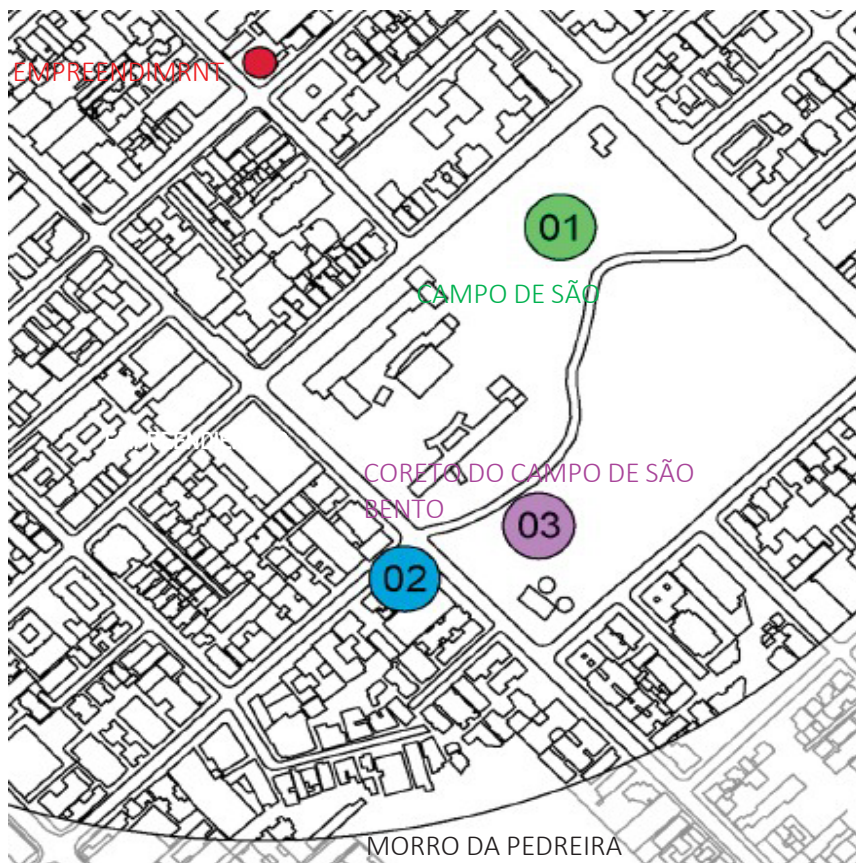 EMPREENDIMRNT
01
CAMPO DE SÃO
CORETO DO CAMPO DE SÃO
BENTO
03
02
MORRO DA PEDREIRA